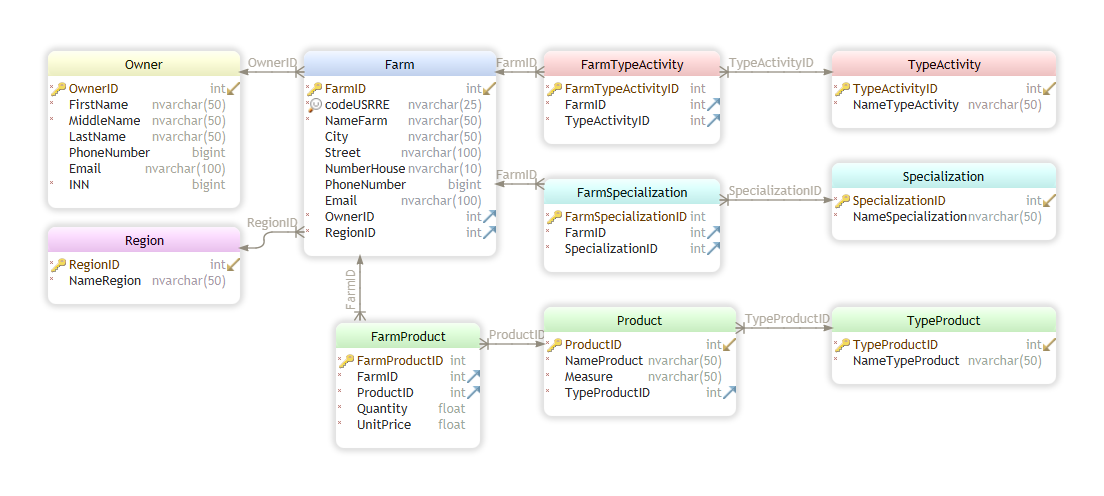 Owner
OwnerID int
FirstName nvarchar(50)
MiddleName nvarchar(50)
LastName nvarchar(50)
PhoneNumber bigint
Email nvarchar(100)
INN bigint
OwnerID
Farm
FarmID int
codeUSRRE nvarchar(25)
NameFarm nvarchar(50)
City nvarchar(50)
Street nvarchar(100)
NumberHouse nvarchar(10)
PhoneNumber bigint
Email nvarchar(100)
OwnerID int
RegionID int
FarmID
FarmTypeActivity
FarmTypeActivityID int
FarmID int
TypeActivityID int
TypeActivityID
TypeActivity
TypeActivityID int
NameTypeActivity nvarchar(50)
FarmID
FarmSpecialization
FarmSpecializationID int
FarmID int
SpecializationID int
SpecializationID
Specialization
SpecializationID int
NameSpecialization nvarchar(50)
RegionID
Region
RegionID int
NameRegion nvarchar(50)
FarmID
FarmProduct
FarmProductID int
FarmID int
ProductID int
Quantity float
UnitPrice float
ProductID
Product
ProductID int
NameProduct nvarchar(50)
Measure nvarchar(50)
TypeProductID int
TypeProductID
TypeProduct
TypeProductID int
NameTypeProduct nvarchar(50)